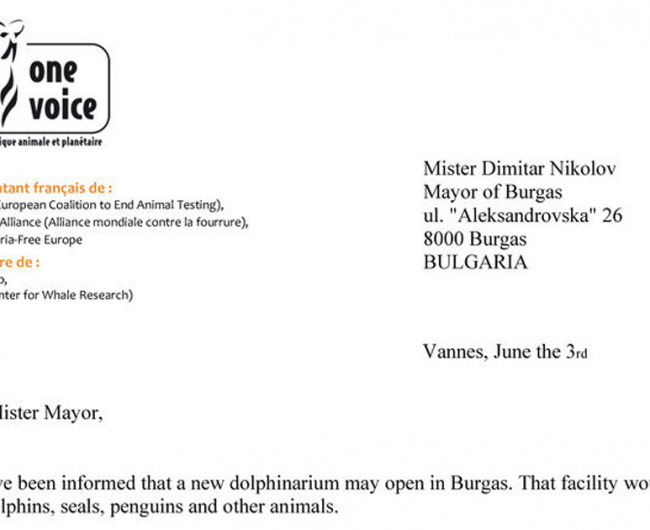 one
voice
ique animale et planétaire
tant français de :
European Coalition to End Animal Testing),
Alliance (Alliance mondiale contre la fourrure),
ria-Free Europe
re de :
o,
nter for Whale Research)
Mister Dimitar Nikolov
Mayor of Burgas
ul. "Aleksandrovska" 26
8000 Burgas
BULGARIA
Vannes, June the 3rd
Mister Mayor,
ve been informed that a new dolphinarium may open in Burgas. That facility wo
lphins, seals, penguins and other animals.